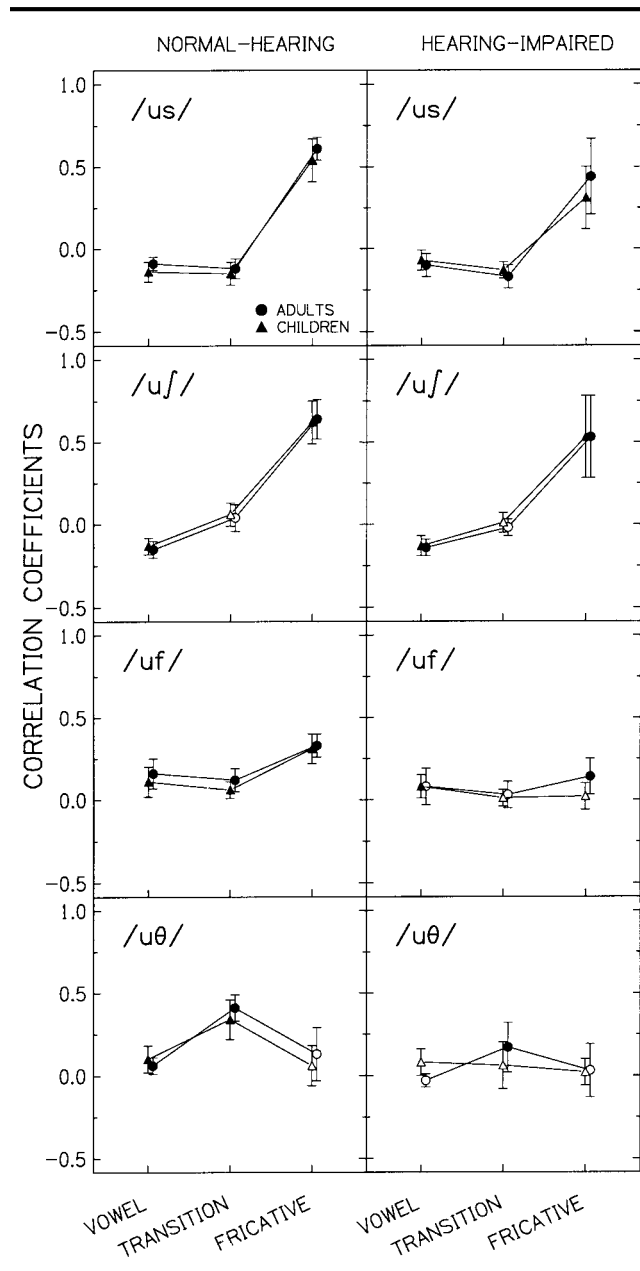 NORMAL-HEARING HEARING-IMPAIRED
1.0
0.5
0.0
-0.5
/us/ /us/
● ADULTS
▲ CHILDREN
1.0
0.5
0.0
-0.5
/u∫/ /u∫/
1.0
0.5
0.0
-0.5
/uf/ /uf/
1.0
0.5
0.0
-0.5
/uθ/ /uθ/
CORRELATION COEFFICIENTS
VOWEL TRANSITION FRICATIVE VOWEL TRANSITION FRICATIVE